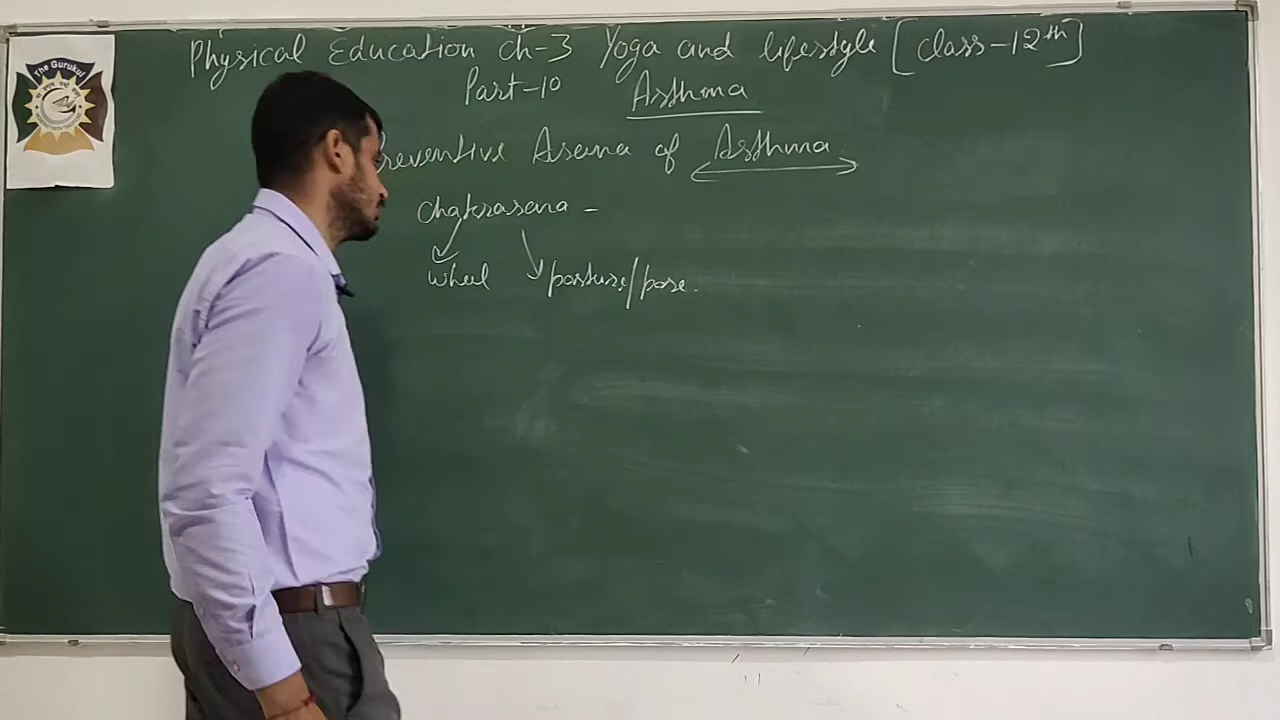 The Gurukul
Physical Education Ch-3 Yoga and lifestyle [Class-12th]
Part-10 Asthma
Preventive Asana of Asthma
Chakrasana -
wheel posture/pose.